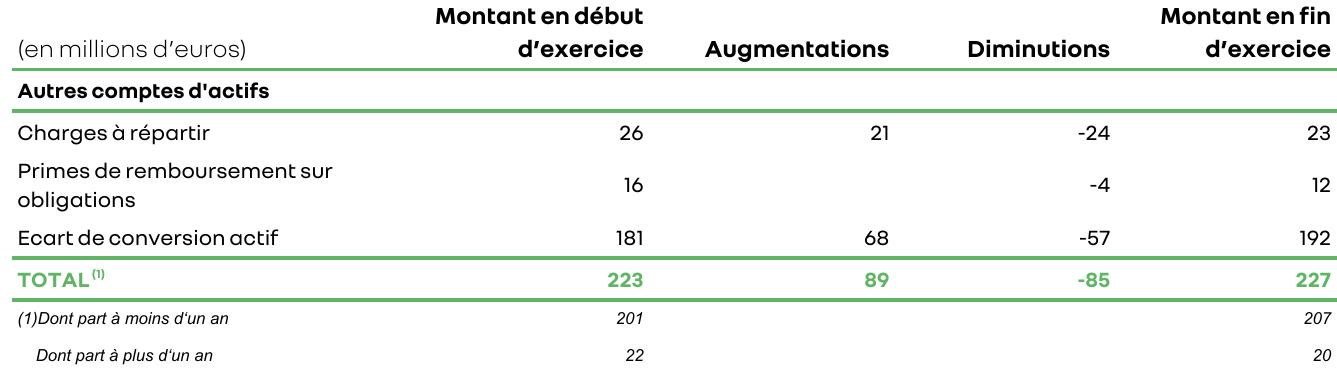 Montant en début Montant en fin
(en millions d’euros) d’exercice Augmentations Diminutions d’exercice
Autres comptes d'actifs
Charges à répartir 26 21 -24 23
Primes de remboursement sur
obligations 16 -4 12
Ecart de conversion actif 181 68 -57 192
TOTAL (1) 223 89 -85 227
(1)Dont part à moins d‘un an 201 207
Dont part à plus d‘un an 22 20